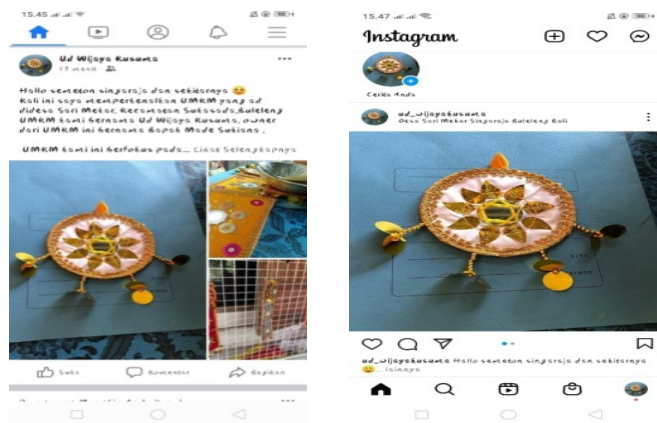 15.45
Ud Wijaya Kusuma
19 menit
Hallo semeton singaraja dan sekitarnya
kali ini saya memperkenalkan UMKM yang ad
didesa Sari Mekar, Kecamatan Sukasada,Buleleng
UMKM kami bernama Ud Wijaya Kusuma, owner
dari UMKM ini bernama Bapak Made Sutisna ,
UMKM kami ini berfokus pada... Lihat Selengkapnya
Suka
Komentar
Bagikan
15.47
Instagram
Cerita Anda
ud_wijayakusuma
Desa Sari Mekar Singaraja Buleleng Bali
ud_wijayakusuma Hallo semeton singaraja dan sekitarnya
... lainnya